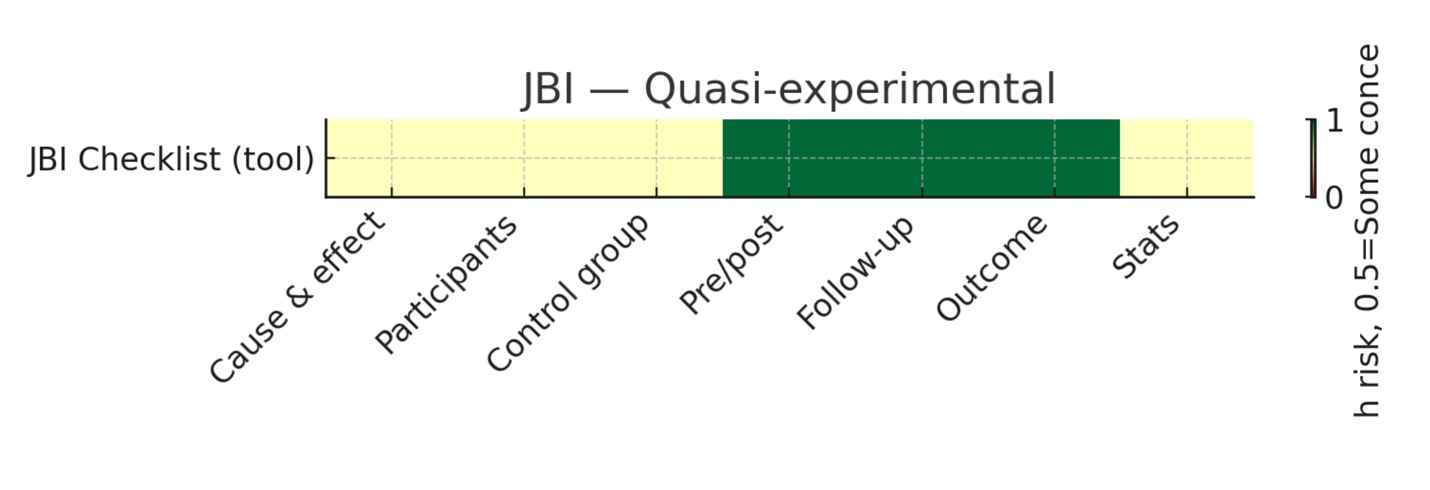 JBI — Quasi-experimental
JBI Checklist (tool)
Cause & effect
Participants
Control group
Pre/post
Follow-up
Outcome
Stats
1
0
h risk, 0.5=Some conce